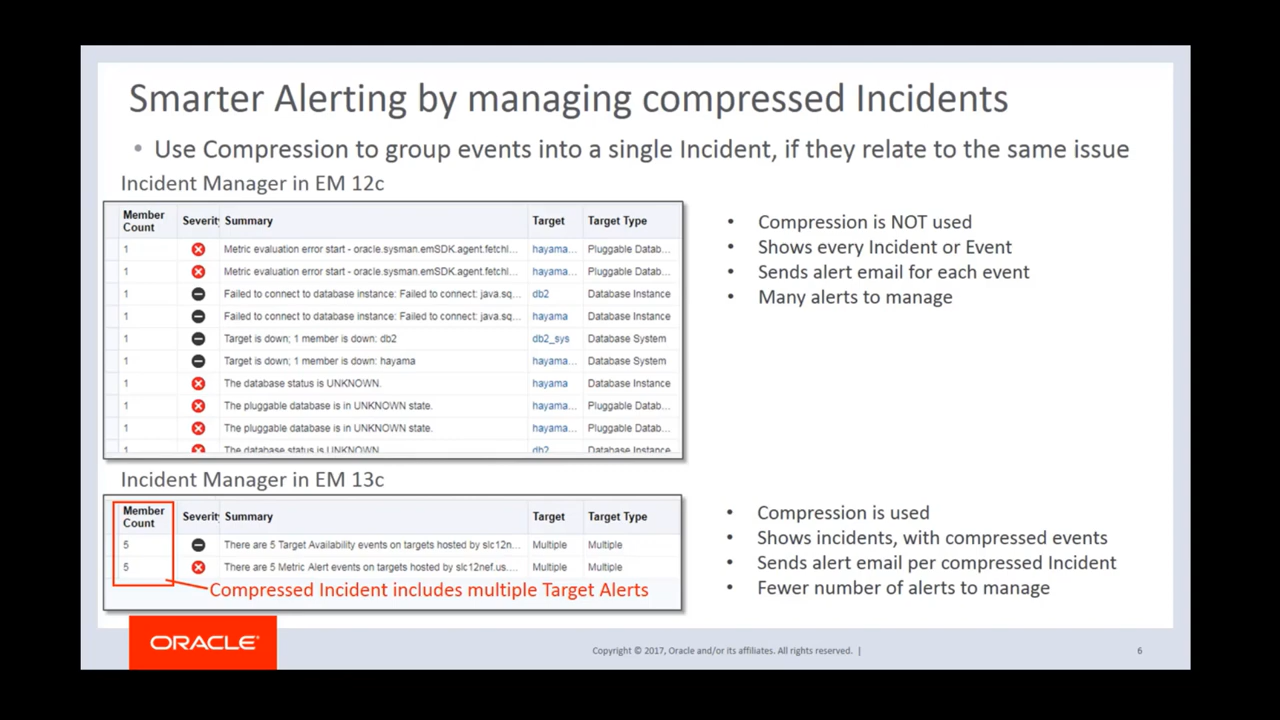 Smarter Alerting by managing compressed Incidents
• Use Compression to group events into a single Incident, if they relate to the same issue
Incident Manager in EM 12c
Member Count Severity Summary Target Target Type
1 Metric evaluation error start - oracle.sysman.emSDK.agent.fetchl... hayama... Pluggable Datab...
1 Metric evaluation error start - oracle.sysman.emSDK.agent.fetchl... hayama... Pluggable Datab...
1 Failed to connect to database instance: Failed to connect: java.sq... db2 Database Instance
1 Failed to connect to database instance: Failed to connect: java.sq... hayama Database Instance
1 Target is down; 1 member is down: db2 db2_sys Database System
1 Target is down; 1 member is down: hayama hayama... Database System
1 The database status is UNKNOWN. hayama Database Instance
1 The pluggable database is in UNKNOWN state. hayama... Pluggable Datab...
1 The pluggable database is in UNKNOWN state. hayama... Pluggable Datab...
1 The database status is UNKNOWN. db2 Database Instance
• Compression is NOT used
• Shows every Incident or Event
• Sends alert email for each event
• Many alerts to manage
Incident Manager in EM 13c
Member Count Severity Summary Target Target Type
5 There are 5 Target Availability events on targets hosted by slc12n... Multiple Multiple
5 There are 5 Metric Alert events on targets hosted by slc12nef.us.... Multiple Multiple
Compressed Incident includes multiple Target Alerts
• Compression is used
• Shows incidents, with compressed events
• Sends alert email per compressed Incident
• Fewer number of alerts to manage
ORACLE®
Copyright © 2017, Oracle and/or its affiliates. All rights reserved. |
6